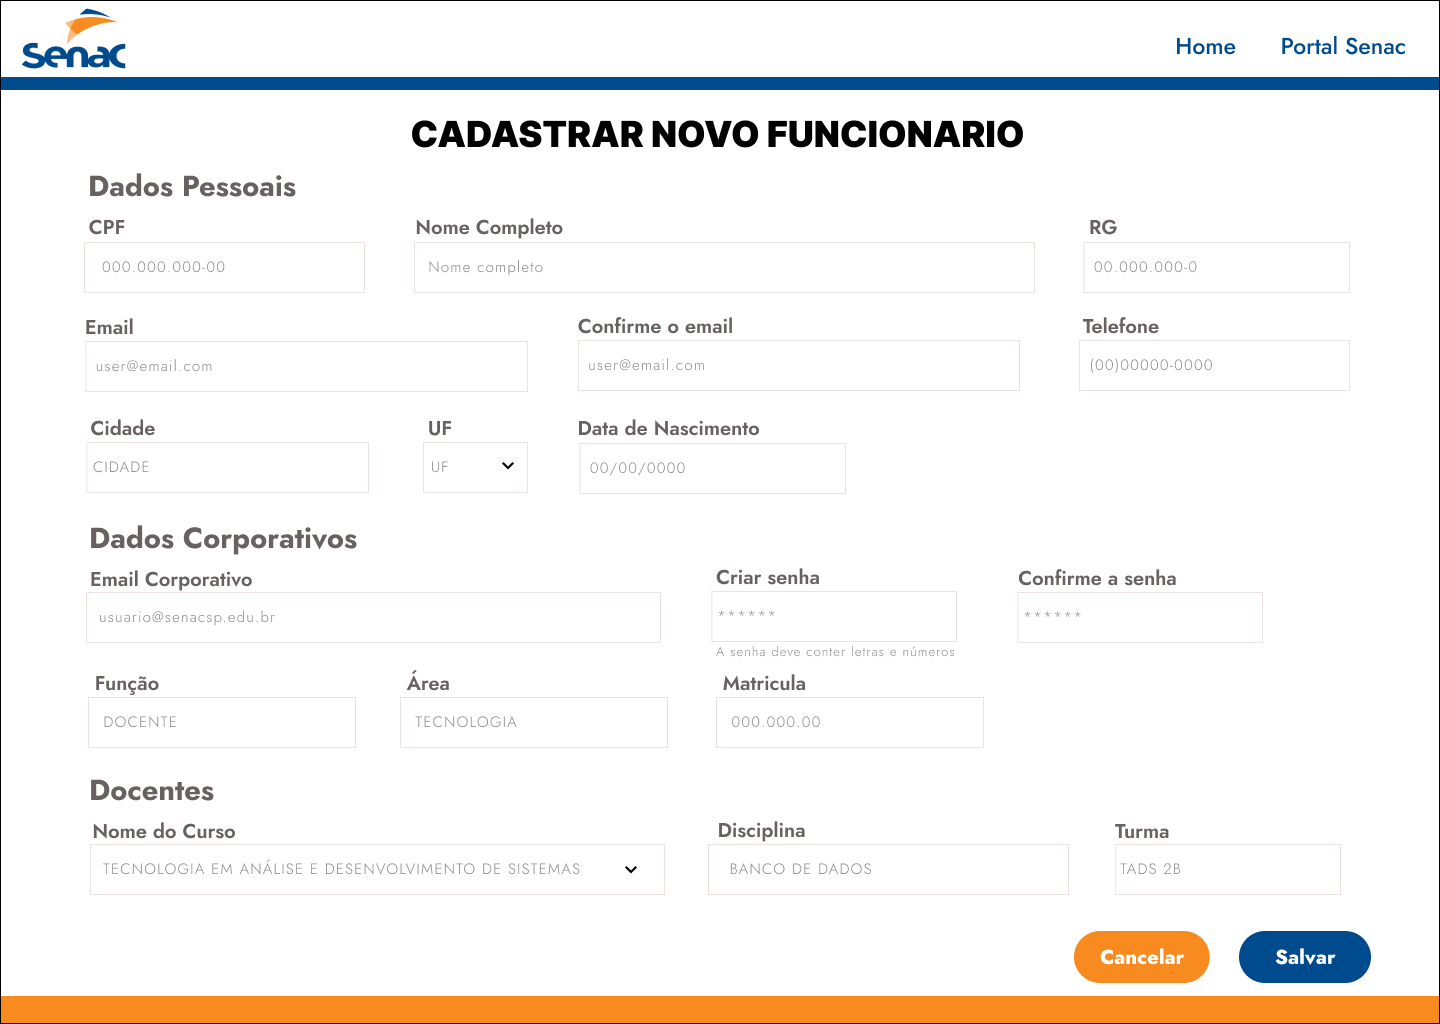 Senac
Home Portal Senac
CADASTRAR NOVO FUNCIONARIO
Dados Pessoais
CPF Nome Completo RG
000.000.000-00 Nome completo 00.000.000-0
Email Confirme o email Telefone
user@email.com user@email.com (00)00000-0000
Cidade UF Data de Nascimento
CIDADE UF 00/00/0000
Dados Corporativos
Email Corporativo Criar senha Confirme a senha
usuario@senacsp.edu.br ****** ******
A senha deve conter letras e números
Função Área Matricula
DOCENTE TECNOLOGIA 000.000.00
Docentes
Nome do Curso Disciplina Turma
TECNOLOGIA EM ANÁLISE E DESENVOLVIMENTO DE SISTEMAS BANCO DE DADOS TADS 2B
Cancelar Salvar